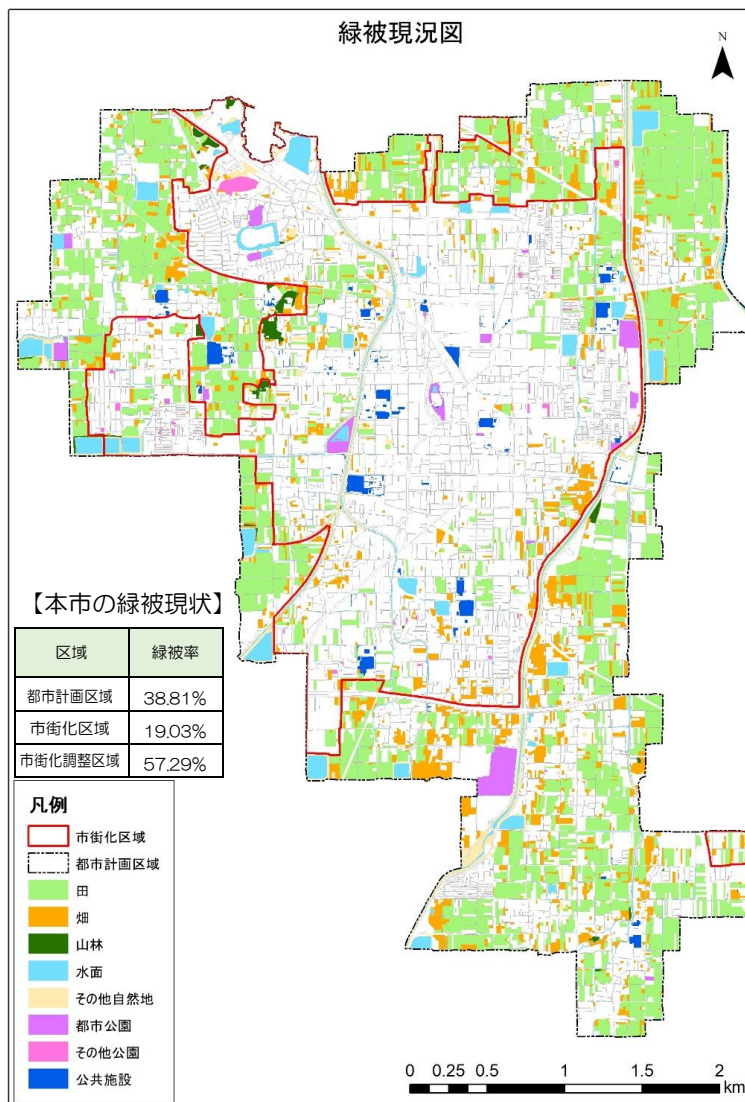 緑被現況図
N
【本市の緑被現状】
区域 緑被率
都市計画区域 38.81%
市街化区域 19.03%
市街化調整区域 57.29%
凡例
市街化区域
都市計画区域
田
畑
山林
水面
その他自然地
都市公園
その他公園
公共施設
0 0.25 0.5 1 1.5 2
km